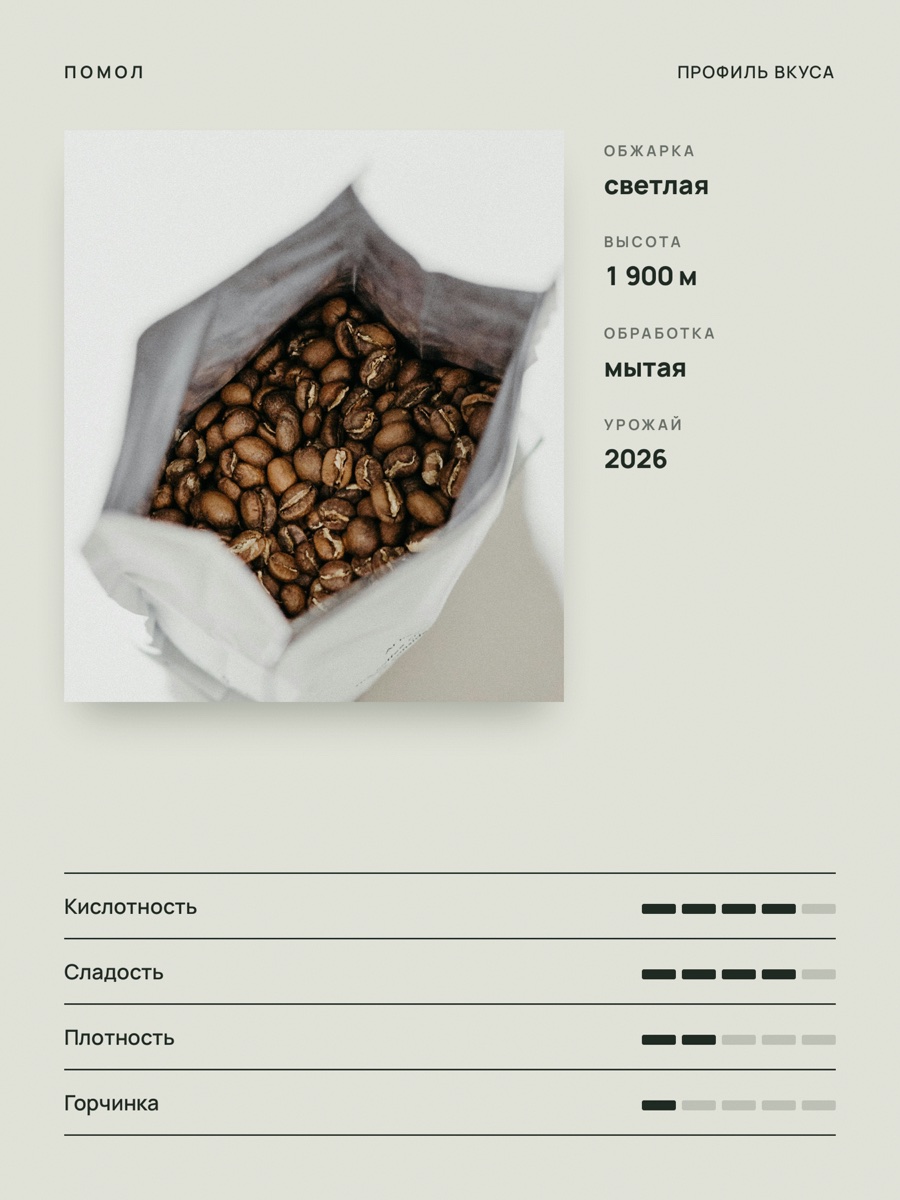 ПОМОЛ
ПРОФИЛЬ ВКУСА
ОБЖАРКА
светлая
ВЫСОТА
1 900 м
ОБРАБОТКА
мытая
УРОЖАЙ
2026
Кислотность
Сладость
Плотность
Горчинка